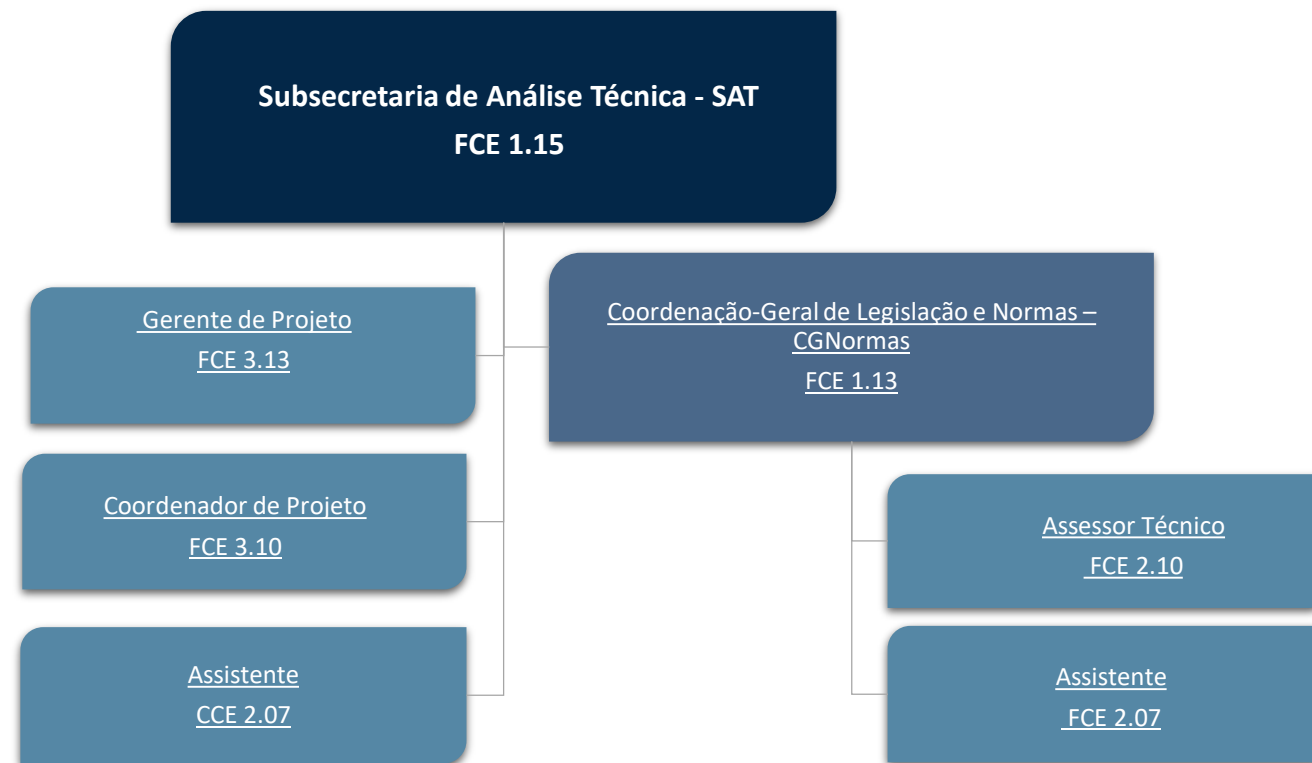 Subsecretaria de Análise Técnica - SAT
FCE 1.15
Gerente de Projeto
FCE 3.13
Coordenação-Geral de Legislação e Normas –
CGNormas
FCE 1.13
Coordenador de Projeto
FCE 3.10
Assessor Técnico
FCE 2.10
Assistente
CCE 2.07
Assistente
FCE 2.07